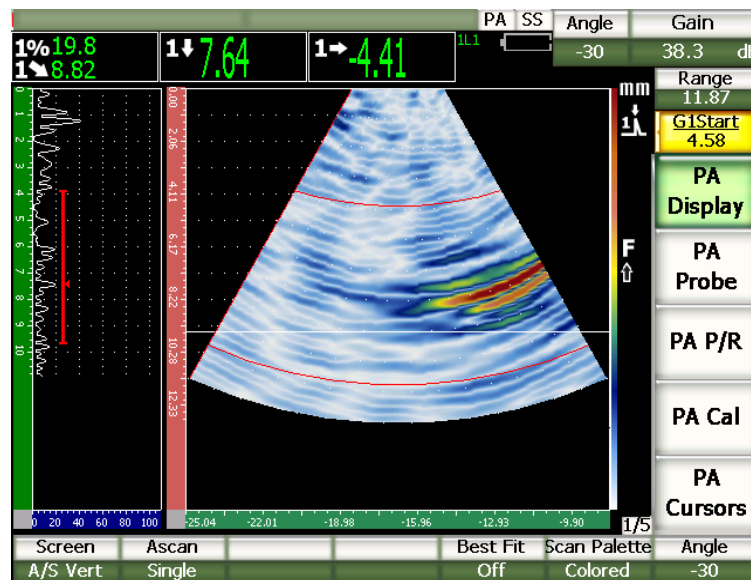 PA SS Angle Gain
-30 38.3 dB
1% 19.8
1 8.82
1 7.64
1 -4.41
1L1
Range
11.87
G1Start
4.58
mm
1
F
PA
Display
PA
Probe
PA P/R
PA Cal
PA
Cursors
0
1
2
3
4
5
6
7
8
9
10
0.00
2.06
4.11
6.17
8.22
10.28
12.33
0 20 40 60 80 100
-25.04 -22.01 -18.98 -15.96 -12.93 -9.90
1/5
Screen Ascan Best Fit Scan Palette Angle
A/S Vert Single Off Colored -30